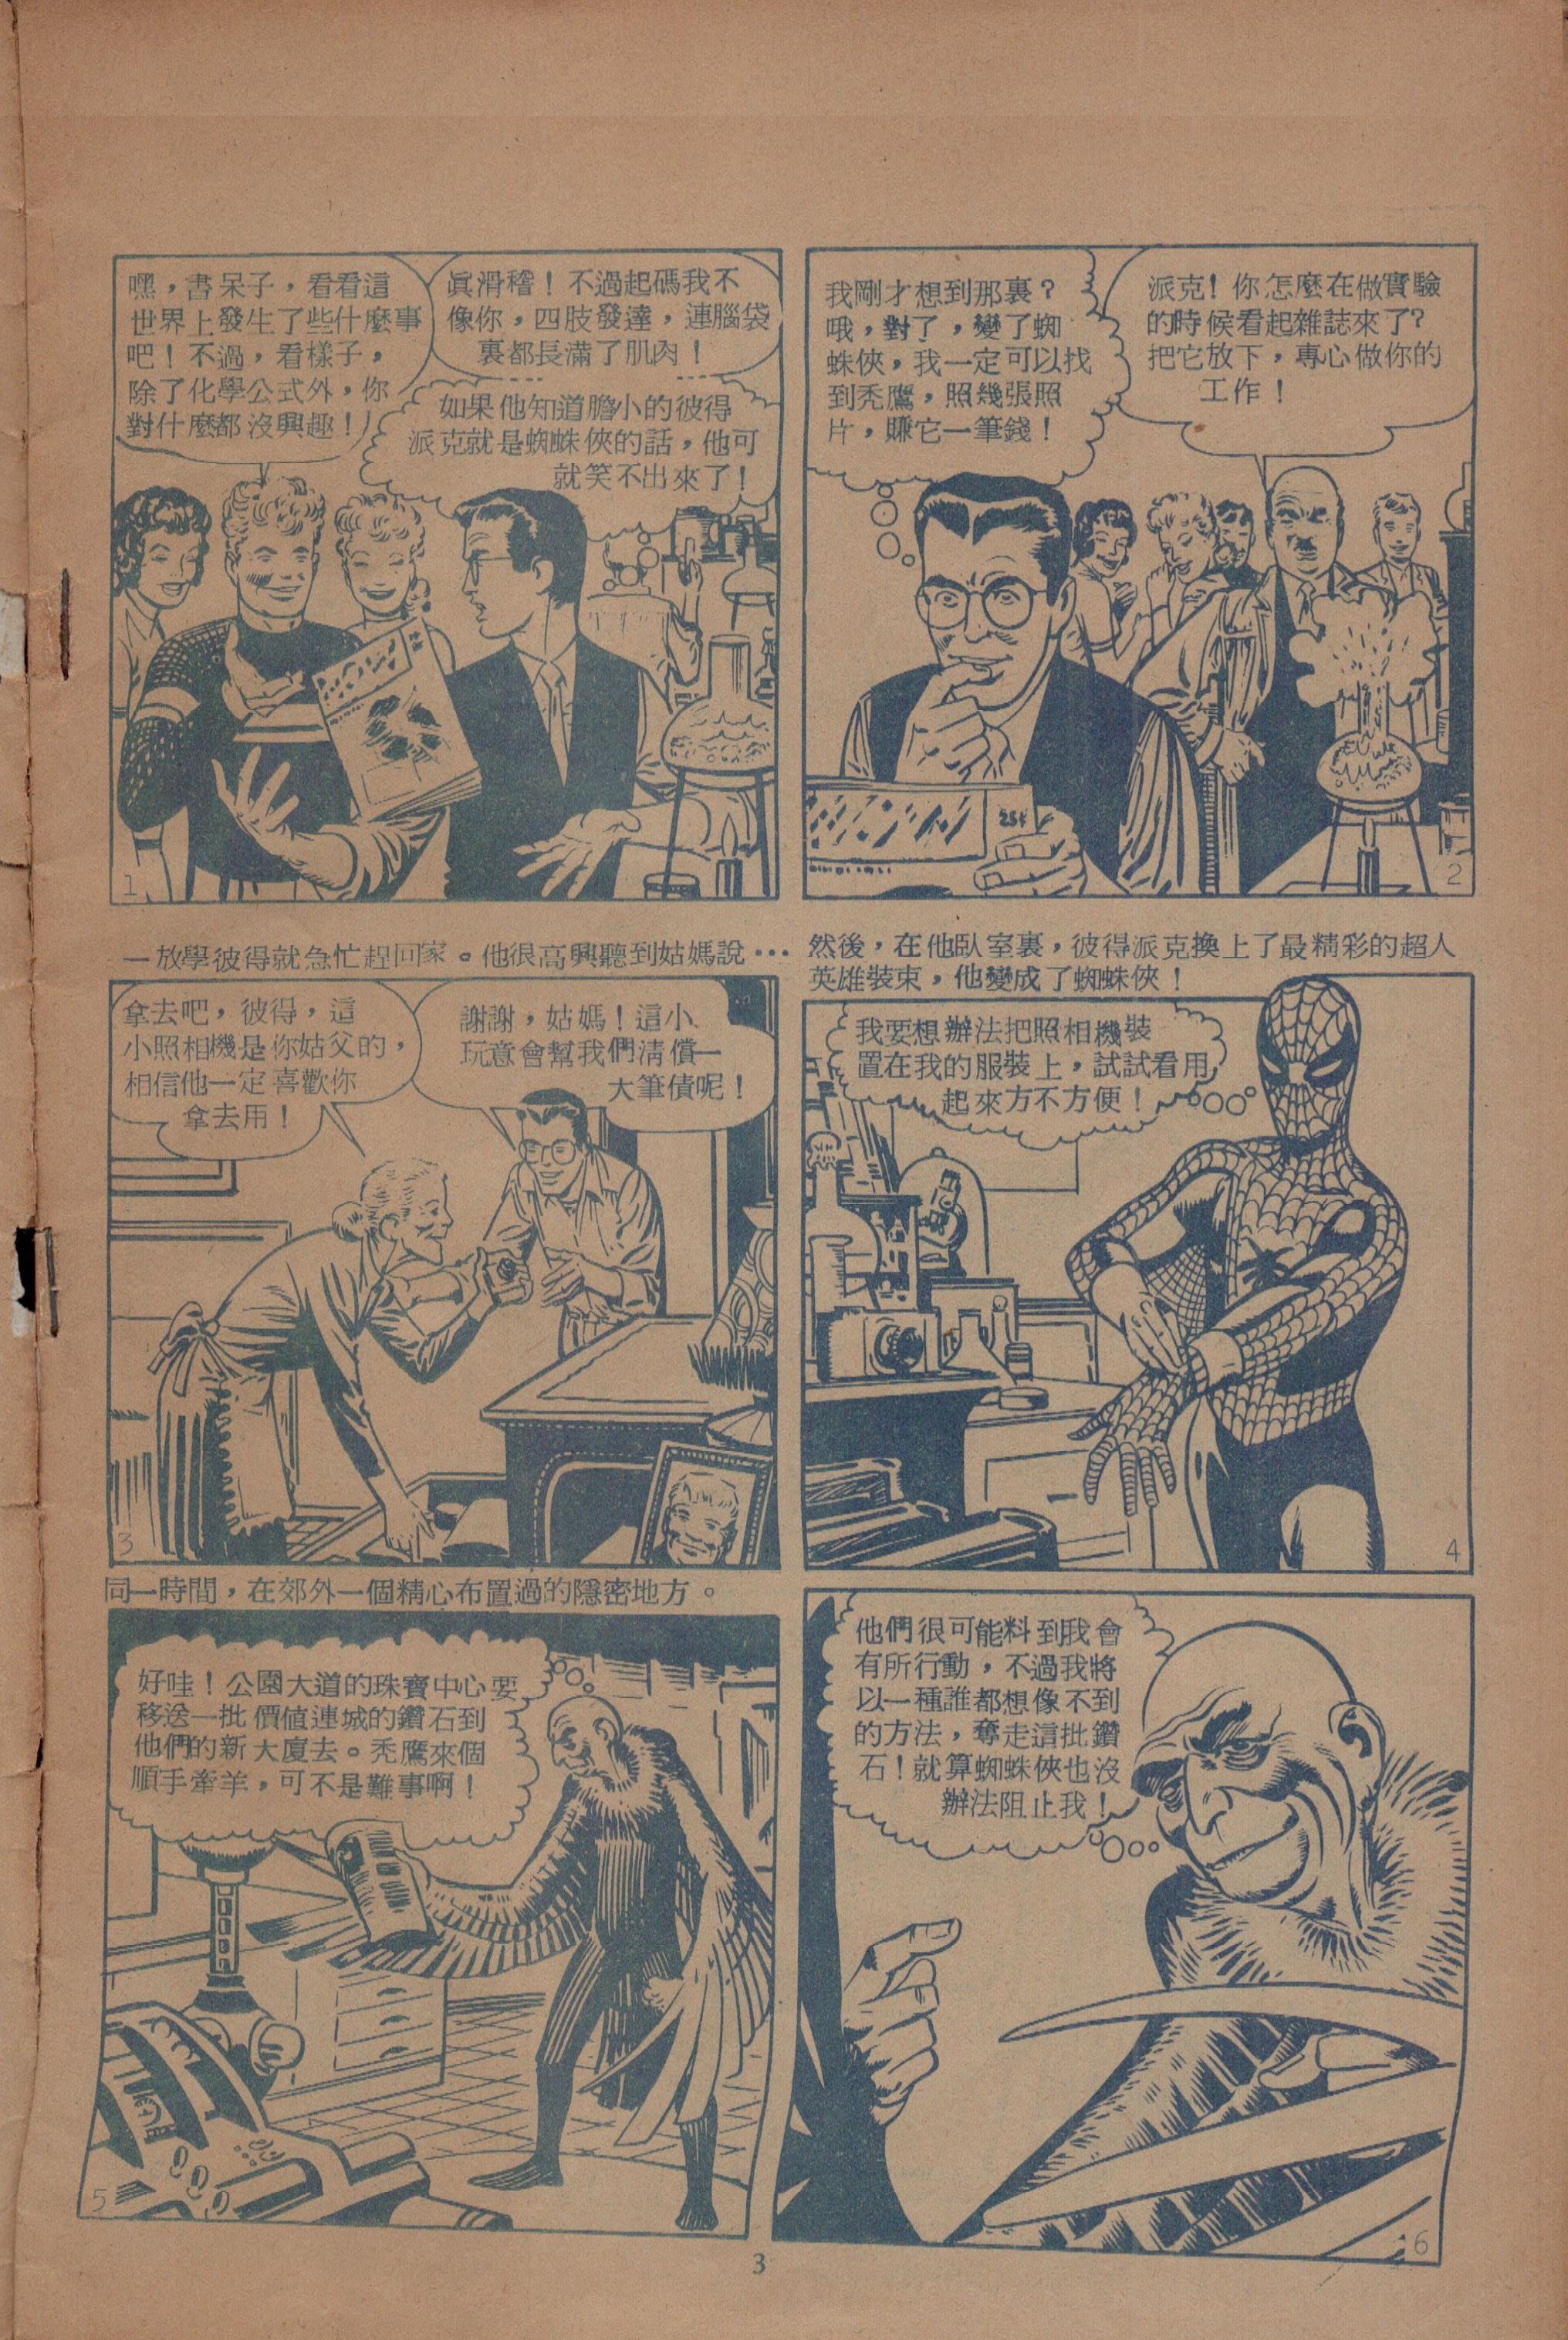 嘿，書呆子，看看這
世界上發生了些什麼事
吧！不過，看樣子，
除了化學公式外，你
對什麼都沒興趣！
眞滑稽！不過起碼我不
像你，四肢發達，連腦袋
裏都長滿了肌肉！
如果他知道膽小的彼得
派克就是蜘蛛俠的話，他可
就笑不出來了！
1
我剛才想到那裏？
哦，對了，變了蜘
蛛俠，我一定可以找
到禿鷹，照幾張照
片，賺它一筆錢！
派克！你怎麼在做實驗
的時候看起雜誌來了？
把它放下，專心做你的
工作！
25¢
2
一放學彼得就急忙趕回家。他很高興聽到姑媽說…
拿去吧，彼得，這
小照相機是你姑父的，
相信他一定喜歡你
拿去用！
謝謝，姑媽！這小
玩意會幫我們清償一
大筆債呢！
3
然後，在他臥室裏，彼得派克換上了最精彩的超人
英雄裝束，他變成了蜘蛛俠！
我要想辦法把照相機裝
置在我的服裝上，試試看用
起來方不方便！
4
同一時間，在郊外一個精心布置過的隱密地方。
好哇！公園大道的珠寶中心要
移送一批價值連城的鑽石到
他們的新大廈去。禿鷹來個
順手牽羊，可不是難事啊！
5
他們很可能料到我會
有所行動，不過我將
以一種誰都想像不到
的方法，奪走這批鑽
石！就算蜘蛛俠也沒
辦法阻止我！
6
3